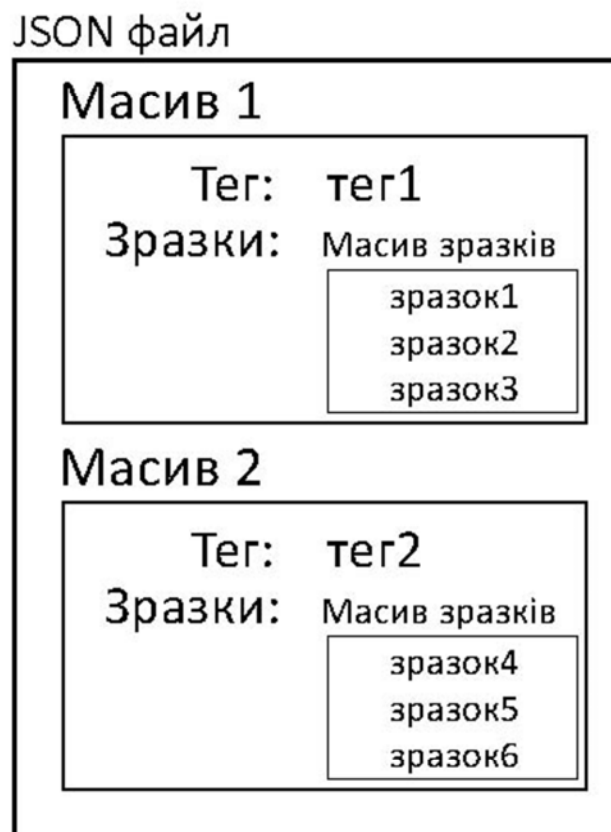 JSON файл
Масив 1
Тег: тег1
Зразки: Масив зразків
зразок1
зразок2
зразок3
Масив 2
Тег: тег2
Зразки: Масив зразків
зразок4
зразок5
зразок6